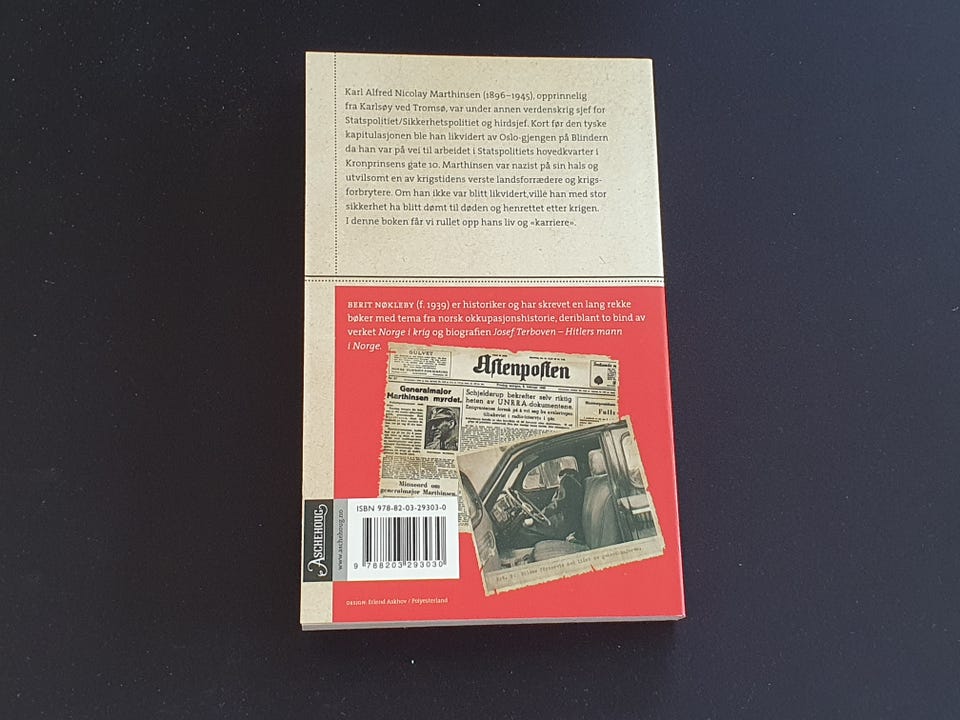 Karl Alfred Nicolay Marthinsen (1896–1945), opprinnelig
fra Karlsøy ved Tromsø, var under annen verdenskrig sjef for
Statspolitiet/Sikkerhetspolitiet og hirdsjef. Kort før den tyske
kapitulasjonen ble han likvidert av Oslo-gjengen på Blindern
da han var på vei til arbeidet i Statspolitiets hovedkvarter i
Kronprinsens gate 10. Marthinsen var nazist på sin hals og
utvilsomt en av krigstidens verste landsforrædere og krigs-
forbrytere. Om han ikke var blitt likvidert, ville han med stor
sikkerhet ha blitt dømt til døden og henrettet etter krigen.
I denne boken får vi rullet opp hans liv og «karriere».
BERIT NØKLEBY (f. 1939) er historiker og har skrevet en lang rekke
bøker med tema fra norsk okkupasjonshistorie, deriblant to bind av
verket Norge i krig og biografien Josef Terboven – Hitlers mann
i Norge.
GULVET
Aftenposten
Generalmajor
Marthinsen myrdet.
Schjelderup bekrefter selv riktig
heten av UNRRA-dokumentene.
Minneord om
generalmajor Marthinsen.
ASCHEHOUG
www.aschehoug.no
ISBN 978-82-03-29303-0
9 788203 293030
DESIGN: Erlend Askhov / Polyesterland